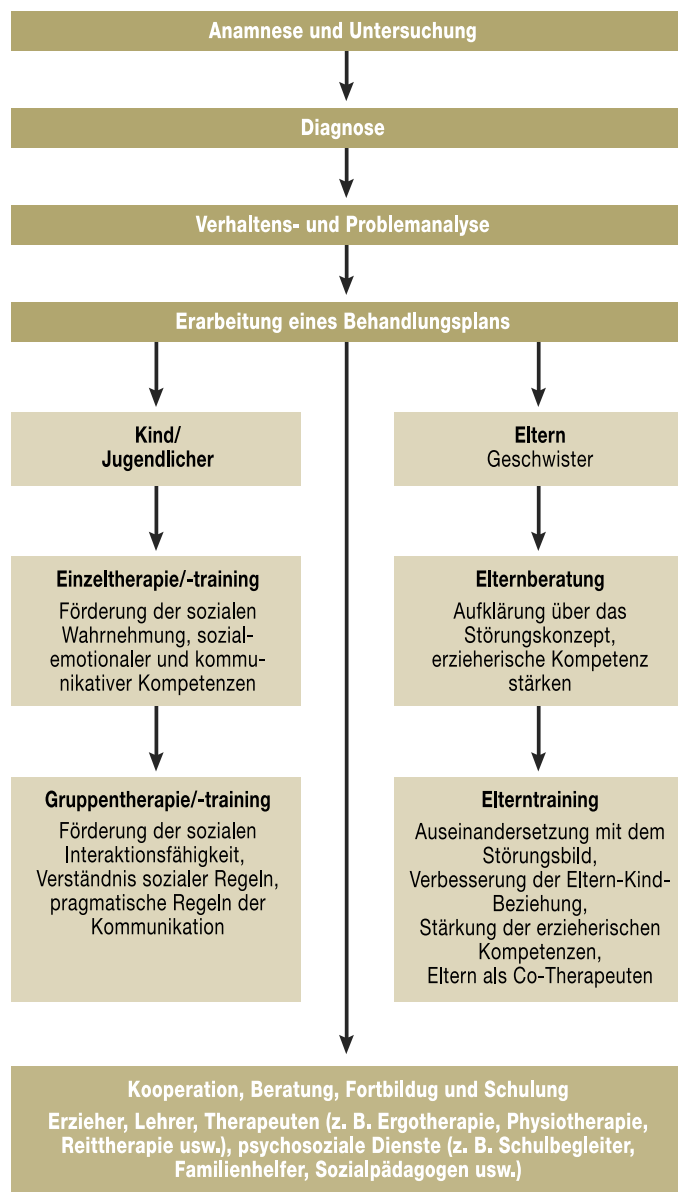 Anamnese und Untersuchung
Diagnose
Verhaltens- und Problemanalyse
Erarbeitung eines Behandlungsplans
Kind/
Jugendlicher
Einzeltherapie/-training
Förderung der sozialen
Wahrnehmung, sozial-
emotionaler und kommu-
nikativer Kompetenzen
Gruppentherapie/-training
Förderung der sozialen
Interaktionsfähigkeit,
Verständnis sozialer Regeln,
pragmatische Regeln der
Kommunikation
Eltern
Geschwister
Elternberatung
Aufklärung über das
Störungskonzept,
erzieherische Kompetenz
stärken
Elterntraining
Auseinandersetzung mit dem
Störungsbild,
Verbesserung der Eltern-Kind-
Beziehung,
Stärkung der erzieherischen
Kompetenzen,
Eltern als Co-Therapeuten
Kooperation, Beratung, Fortbildug und Schulung
Erzieher, Lehrer, Therapeuten (z. B. Ergotherapie, Physiotherapie,
Reittherapie usw.), psychosoziale Dienste (z. B. Schulbegleiter,
Familienhelfer, Sozialpädagogen usw.)